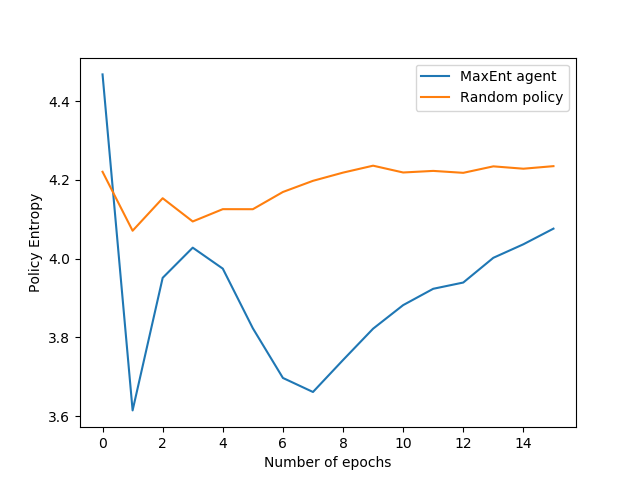 MaxEnt agent
Random policy
Policy Entropy
4.4
4.2
4.0
3.8
3.6
0 2 4 6 8 10 12 14
Number of epochs